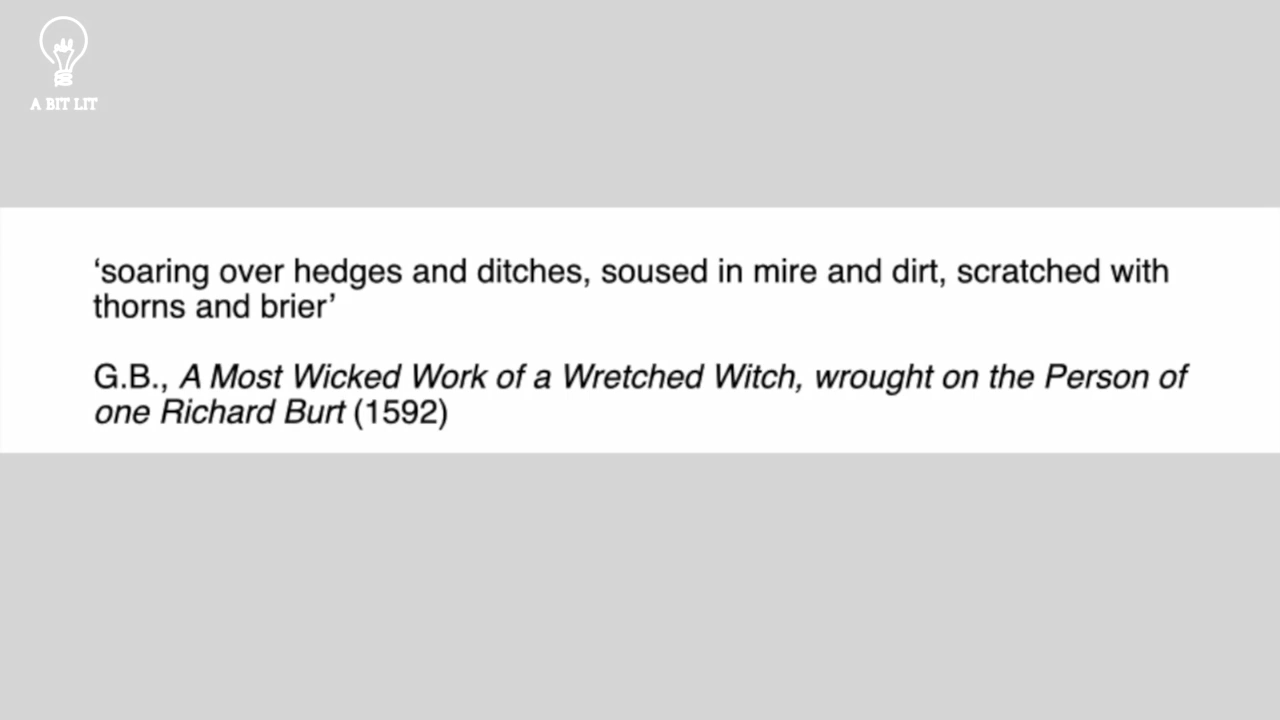 A BIT LIT
‘soaring over hedges and ditches, soused in mire and dirt, scratched with
thorns and brier’
G.B., A Most Wicked Work of a Wretched Witch, wrought on the Person of
one Richard Burt (1592)